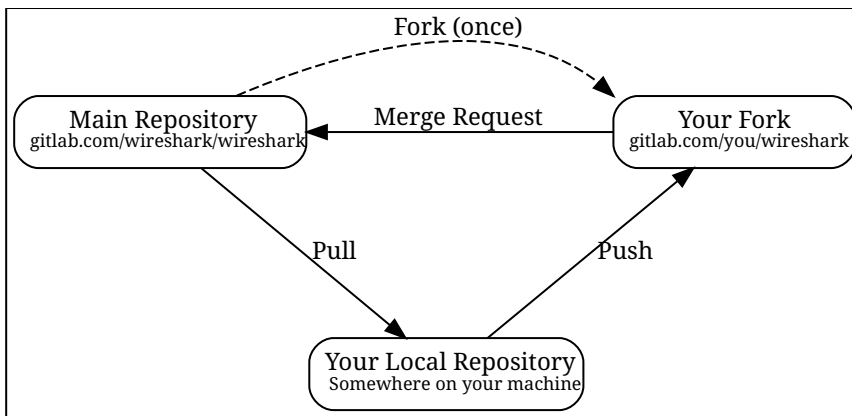 Fork (once)
Main Repository
gitlab.com/wireshark/wireshark
Merge Request
Your Fork
gitlab.com/you/wireshark
Pull
Push
Your Local Repository
Somewhere on your machine